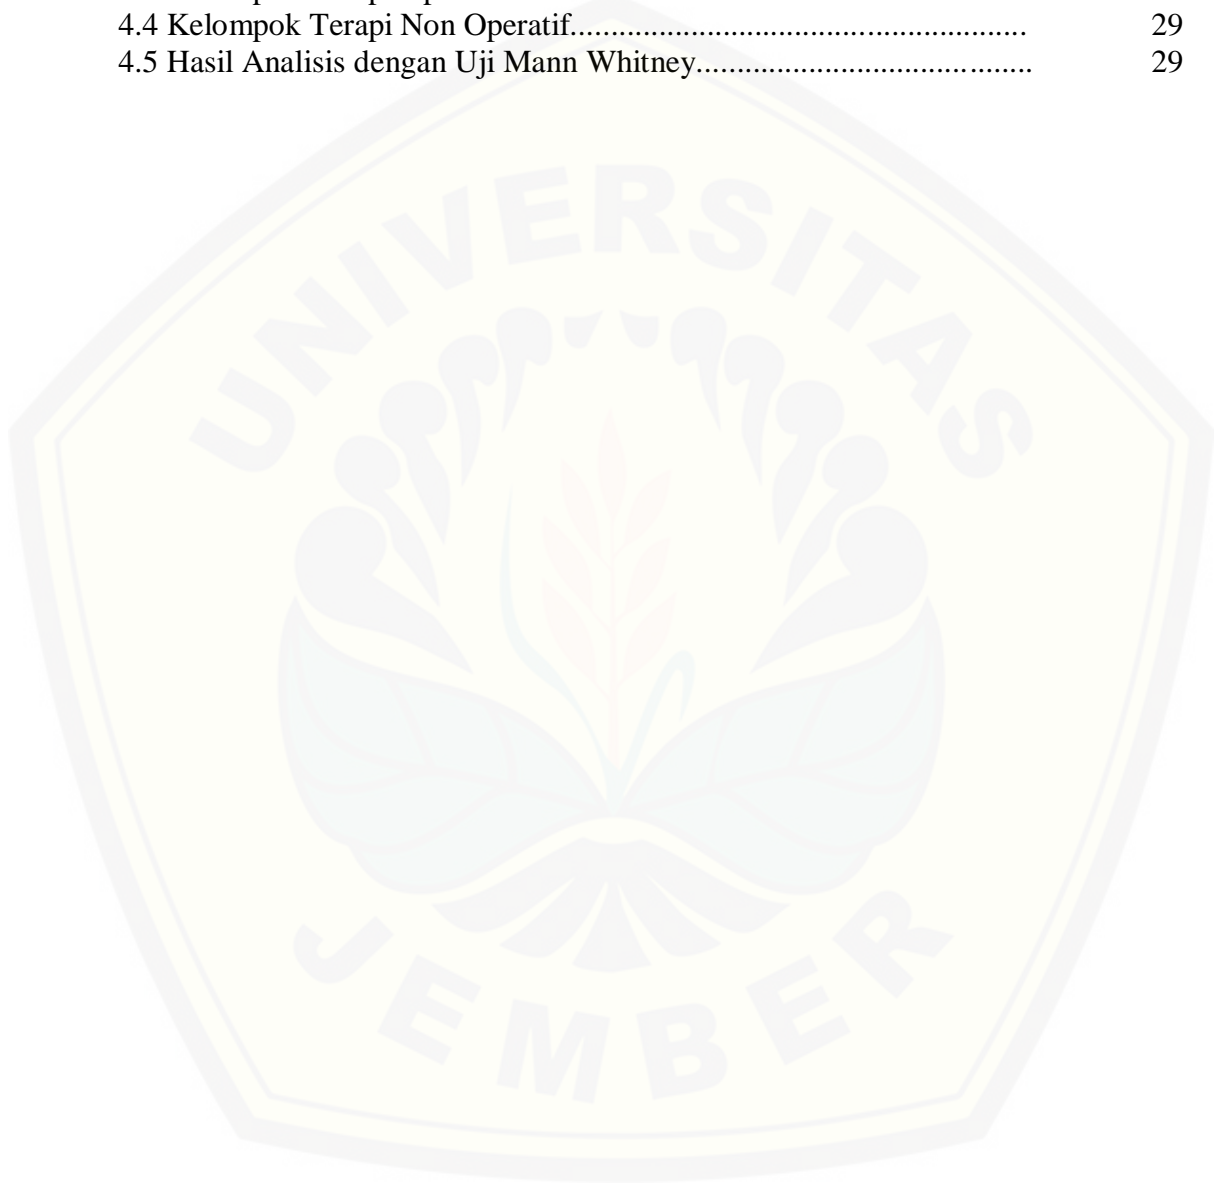 4.4 Kelompok Terapi Non Operatif......................................................... 29
4.5 Hasil Analisis dengan Uji Mann Whitney.......................................... 29
UNIVERSITAS
JEMBER